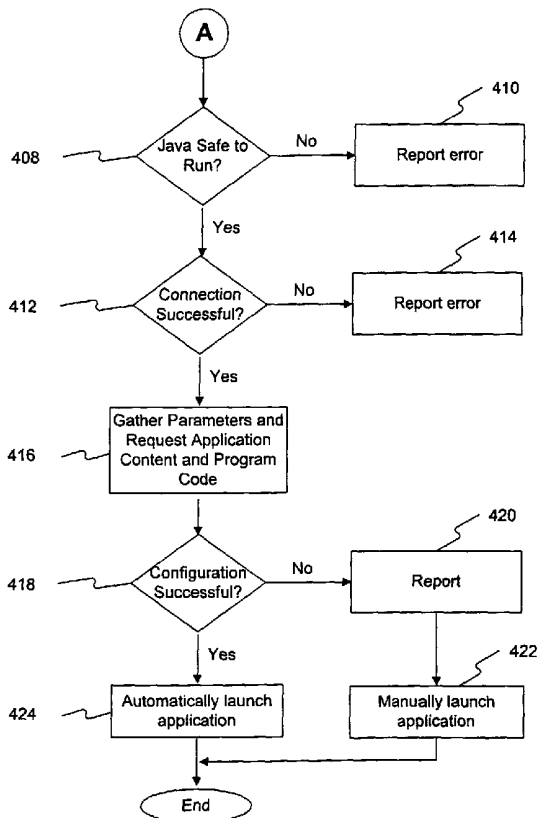 A
410
Java Safe to
Run?
No
Report error
408
Yes
414
Connection
Successful?
No
Report error
412
Yes
Gather Parameters and
Request Application
Content and Program
Code
416
420
Configuration
Successful?
No
Report
418
Yes
422
Automatically launch
application
Manually launch
application
424
End